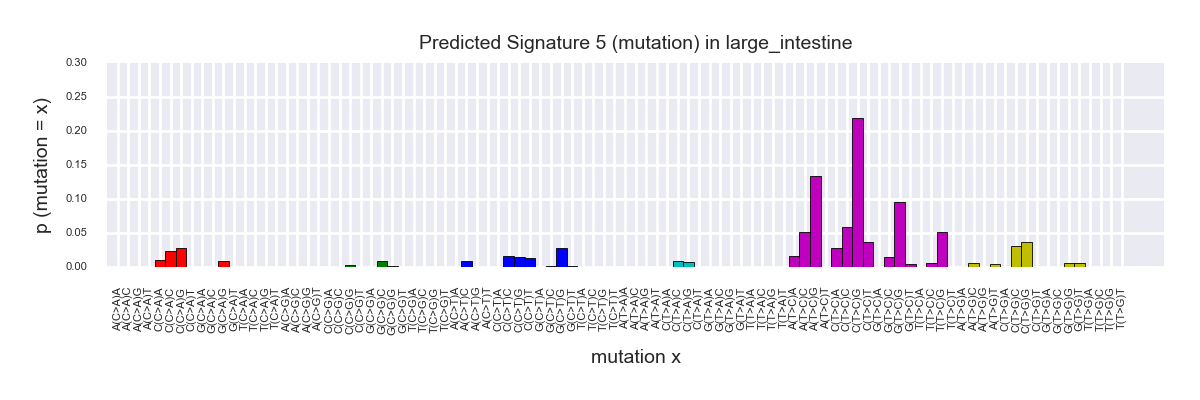 Predicted Signature 5 (mutation) in large_intestine
p (mutation = x)
0.30
0.25
0.20
0.15
0.10
0.05
0.00
A(C>A)A
A(C>A)C
A(C>A)G
A(C>A)T
C(C>A)A
C(C>A)C
C(C>A)G
C(C>A)T
G(C>A)A
G(C>A)C
G(C>A)G
G(C>A)T
T(C>A)A
T(C>A)C
T(C>A)G
T(C>A)T
A(C>G)A
A(C>G)C
A(C>G)G
A(C>G)T
C(C>G)A
C(C>G)C
C(C>G)G
C(C>G)T
G(C>G)A
G(C>G)C
G(C>G)G
G(C>G)T
T(C>G)A
T(C>G)C
T(C>G)G
T(C>G)T
A(C>T)A
A(C>T)C
A(C>T)G
A(C>T)T
C(C>T)A
C(C>T)C
C(C>T)G
C(C>T)T
G(C>T)A
G(C>T)C
G(C>T)G
G(C>T)T
T(C>T)A
T(C>T)C
T(C>T)G
T(C>T)T
A(T>A)A
A(T>A)C
A(T>A)G
A(T>A)T
C(T>A)A
C(T>A)C
C(T>A)G
C(T>A)T
G(T>A)A
G(T>A)C
G(T>A)G
G(T>A)T
T(T>A)A
T(T>A)C
T(T>A)G
T(T>A)T
A(T>C)A
A(T>C)C
A(T>C)G
A(T>C)T
C(T>C)A
C(T>C)C
C(T>C)G
C(T>C)T
G(T>C)A
G(T>C)C
G(T>C)G
G(T>C)T
T(T>C)A
T(T>C)C
T(T>C)G
T(T>C)T
A(T>G)A
A(T>G)C
A(T>G)G
A(T>G)T
C(T>G)A
C(T>G)C
C(T>G)G
C(T>G)T
G(T>G)A
G(T>G)C
G(T>G)G
G(T>G)T
T(T>G)A
T(T>G)C
T(T>G)G
T(T>G)T
mutation x